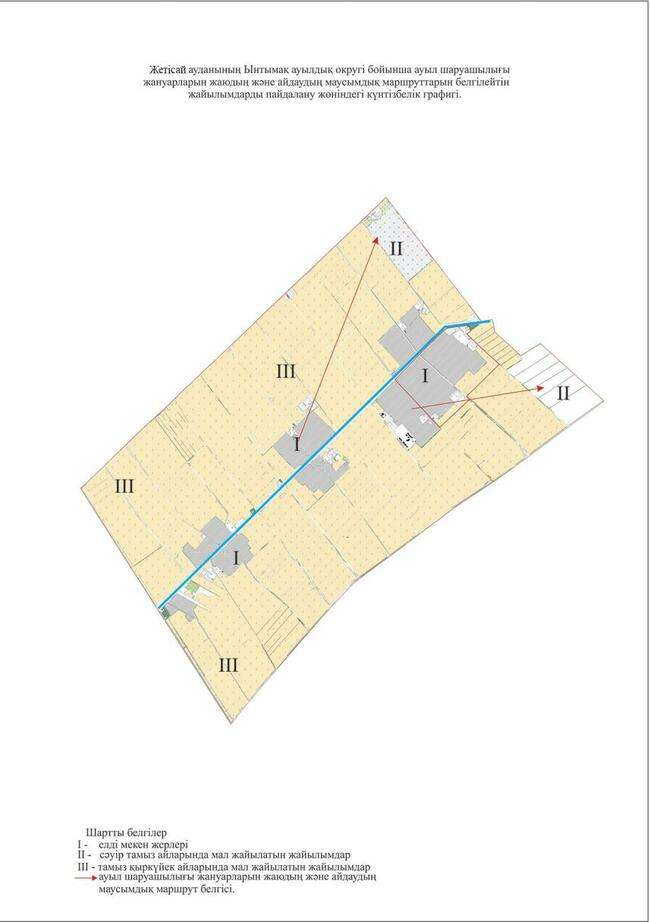 Жетісай ауданының Ынтымақ ауылдық округі бойынша ауыл шаруашылығы
жануарларын жаюдың және айдаудың маусымдық маршруттарын белгілейтін
жайылымдарды пайдалану жөніндегі күнтізбелік графигі.
II
III
I
II
I
III
I
III
Шартты белгілер
I - елді мекен жерлері
II - сәуір тамыз айларында мал жайылатын жайылымдар
III - тамыз қыркүйек айларында мал жайылатын жайылымдар
ауыл шаруашылығы жануарларын жаюдың және айдаудың
маусымдық маршрут белгісі.